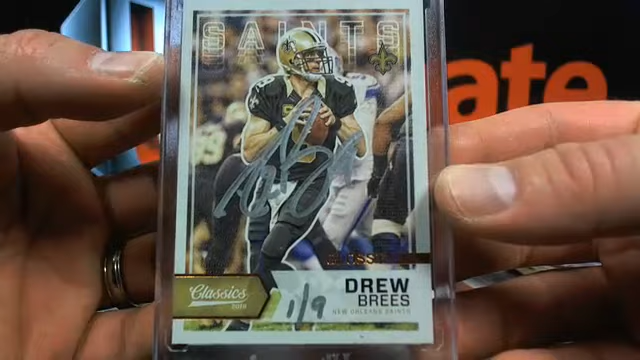 SAINTS
ate
Classics
DREW
BREES
NEW ORLEANS SAINTS
1/9